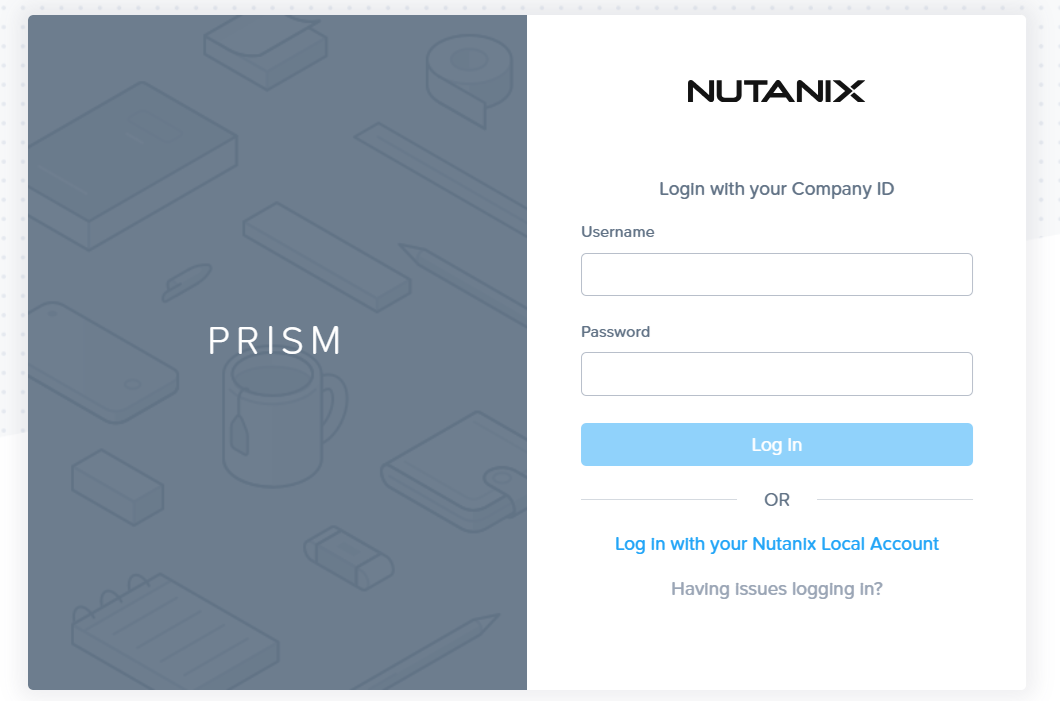 PRISM
NUTANIX
Login with your Company ID
Username
Password
Log In
OR
Log in with your Nutanix Local Account
Having issues logging in?